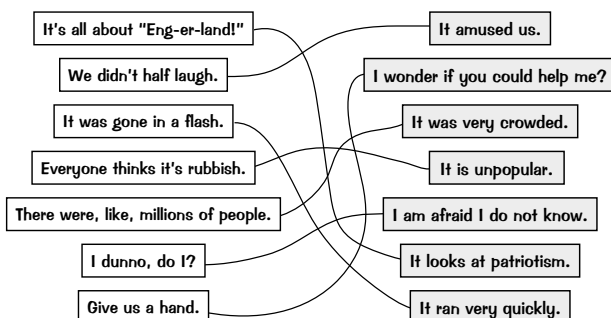 It's all about "Eng-er-land!"
It amused us.
We didn't half laugh.
I wonder if you could help me?
It was gone in a flash.
It was very crowded.
Everyone thinks it's rubbish.
It is unpopular.
There were, like, millions of people.
I am afraid I do not know.
I dunno, do I?
It looks at patriotism.
Give us a hand.
It ran very quickly.